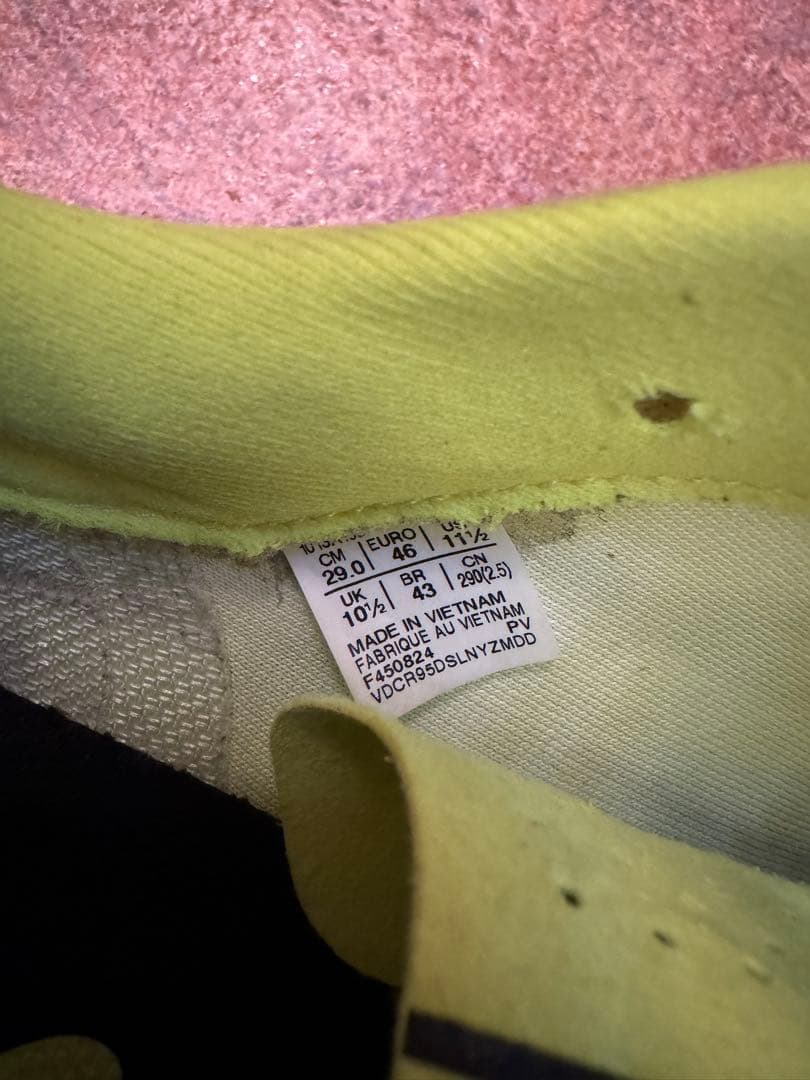 CM | EURO | US
29.0 | 46 | 11½
UK | BR | CN
10½ | 43 | 290(2.5)
MADE IN VIETNAM
FABRIQUE AU VIETNAM
F450824 PV
VDCR95DSLNYZMDD